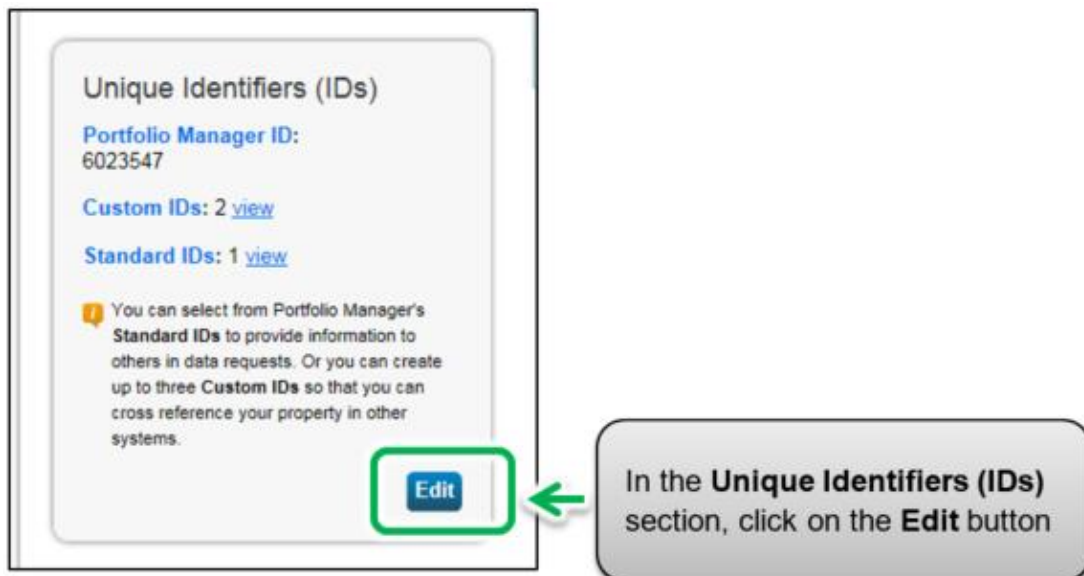 Unique Identifiers (IDs)
Portfolio Manager ID:
6023547
Custom IDs: 2 view
Standard IDs: 1 view
You can select from Portfolio Manager's
Standard IDs to provide information to
others in data requests. Or you can create
up to three Custom IDs so that you can
cross reference your property in other
systems.
Edit
In the Unique Identifiers (IDs)
section, click on the Edit button